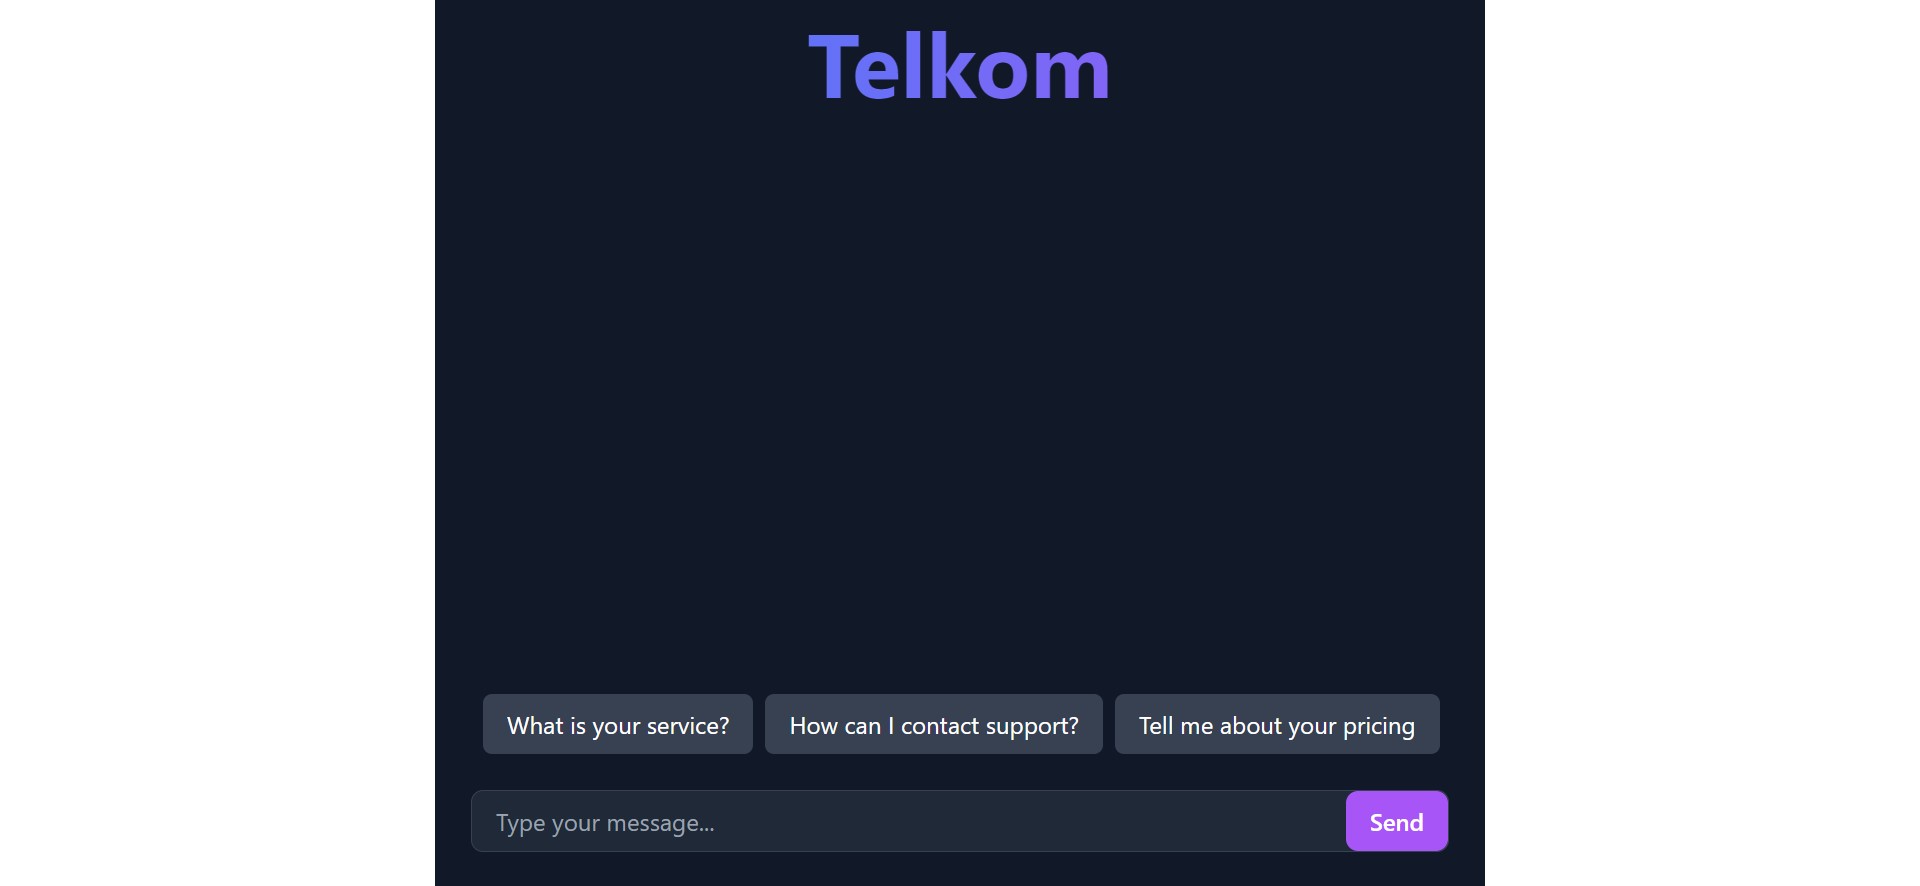 Telkom
What is your service?
How can I contact support?
Tell me about your pricing
Type your message...
Send